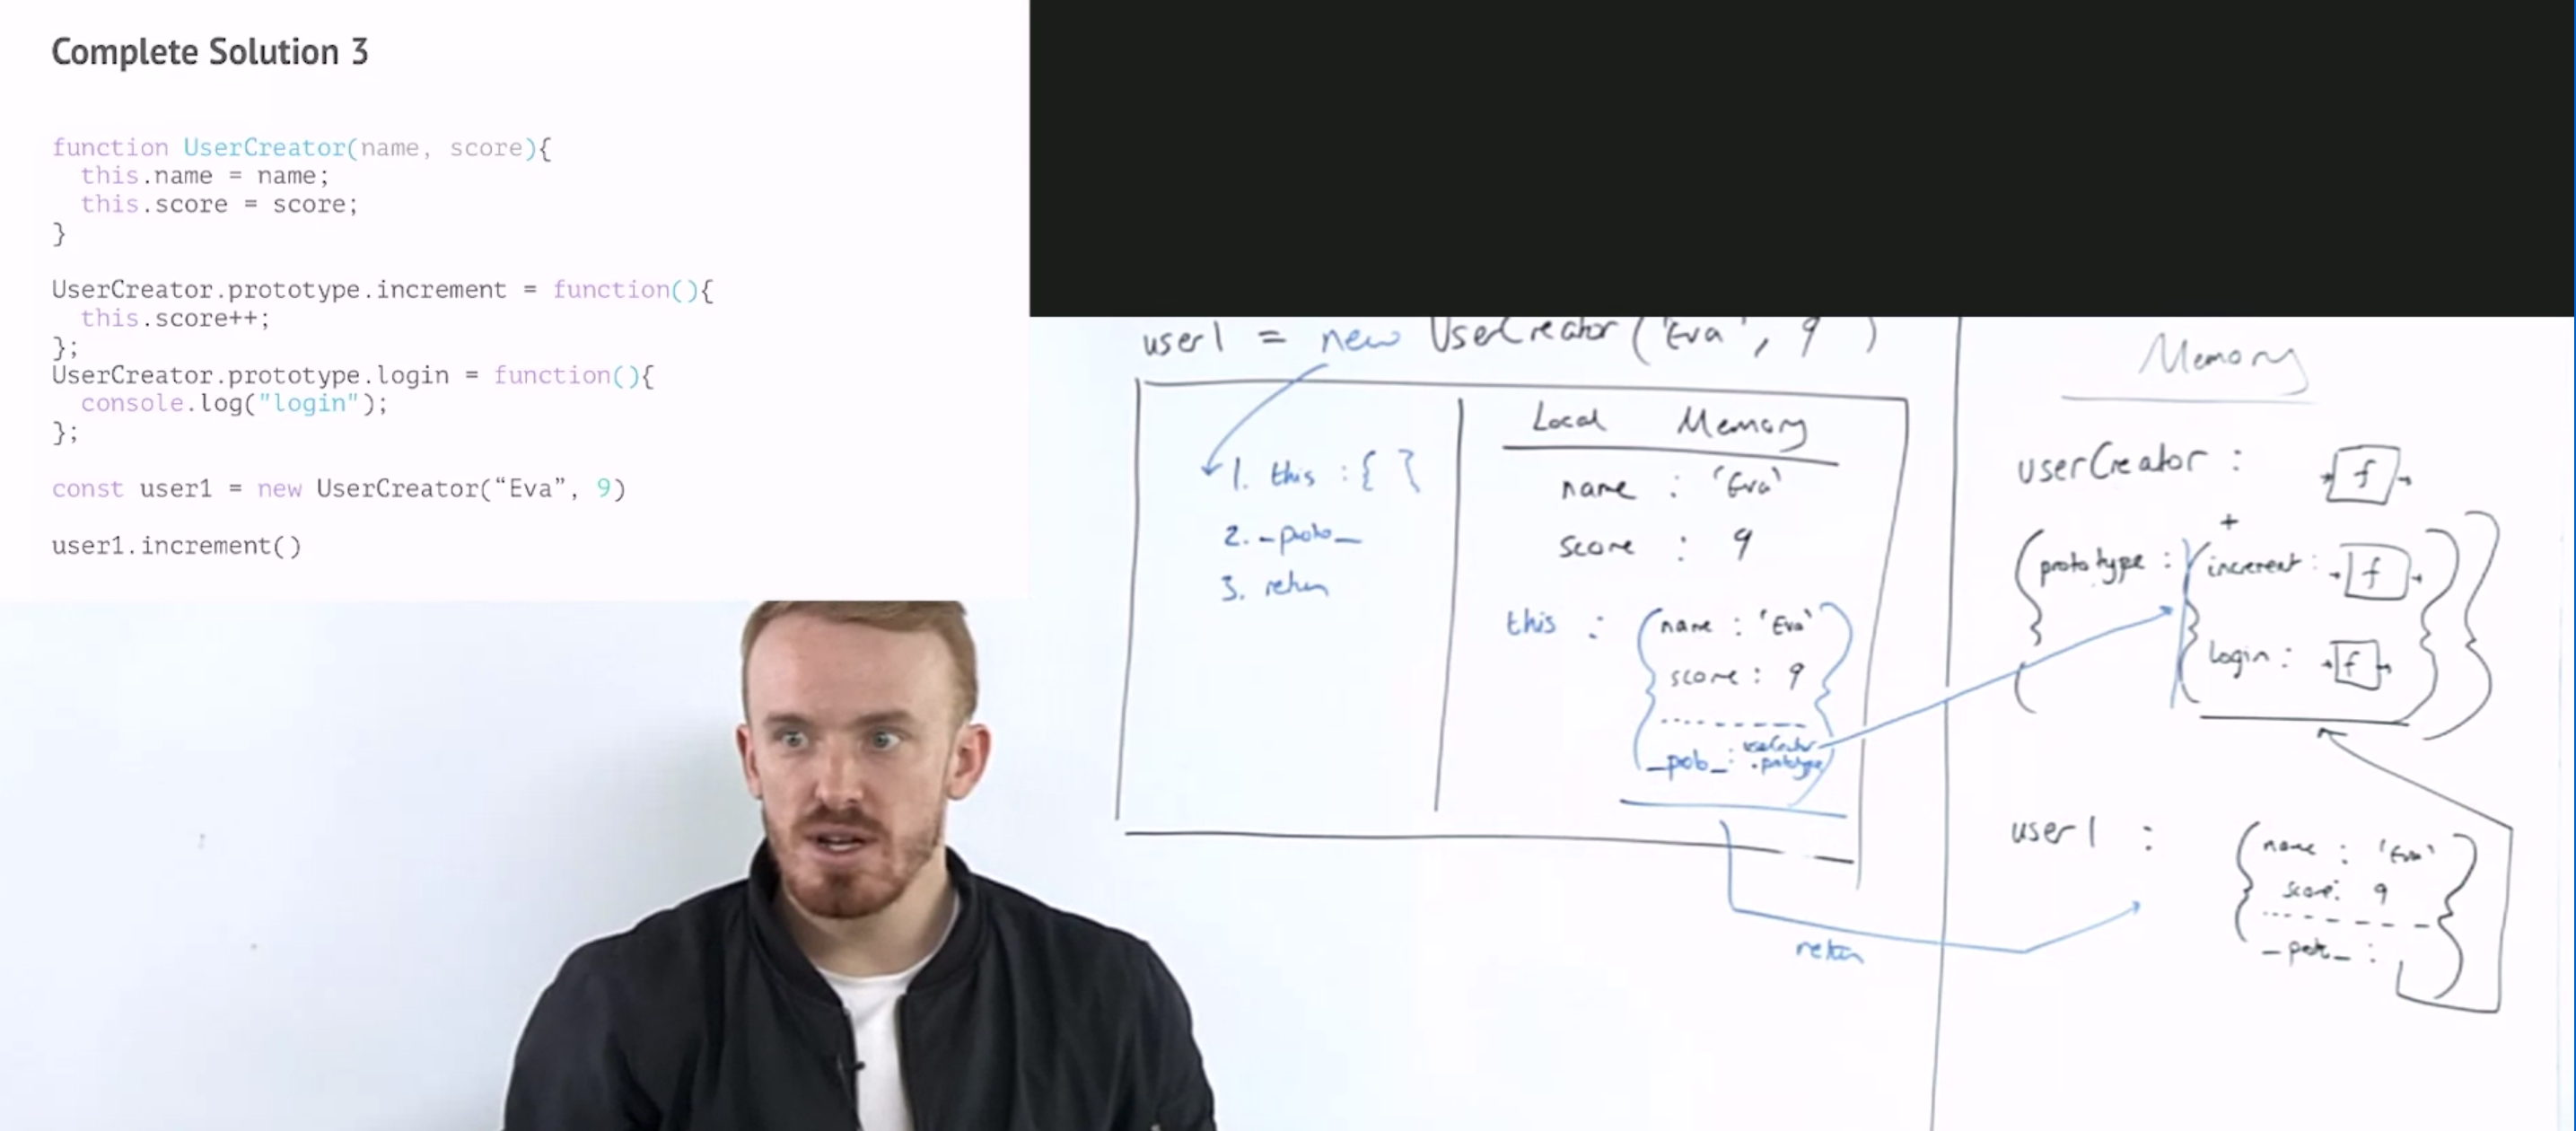 Complete Solution 3
function UserCreator(name, score){
this.name = name;
this.score = score;
}
UserCreator.prototype.increment = function(){
this.score++;
};
UserCreator.prototype.login = function(){
console.log("login");
};
const user1 = new UserCreator(“Eva”, 9)
user1.increment()
user1 = new UserCreator ( 'Eva' , 9 )
1. this : { }
2. _proto_
3. return
Local Memory
name : 'Eva'
score : 9
this : { name : 'Eva'
score : 9
---------
_proto_ : userCreator
.prototype }
return
Memory
userCreator : f
+
{ prototype : { increment : f
login : f } }
user1 : { name : 'Eva'
score : 9
---------
_proto_ : }